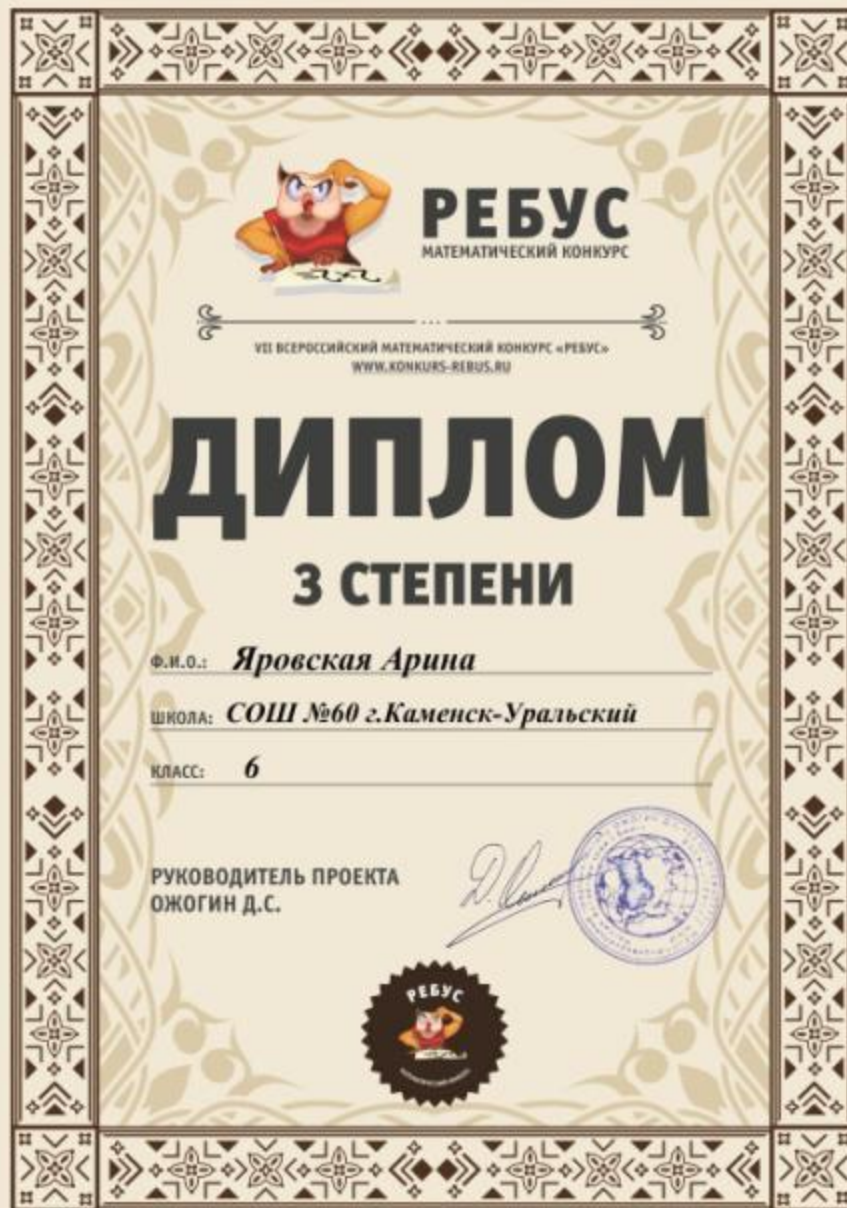 РЕБУС
МАТЕМАТИЧЕСКИЙ КОНКУРС
VII ВСЕРОССИЙСКИЙ МАТЕМАТИЧЕСКИЙ КОНКУРС «РЕБУС»
WWW.KONKURS-REBUS.RU
ДИПЛОМ
3 СТЕПЕНИ
Ф.И.О.: Яровская Арина
ШКОЛА: СОШ №60 г.Каменск-Уральский
КЛАСС: 6
РУКОВОДИТЕЛЬ ПРОЕКТА
ОЖОГИН Д.С.
РЕБУС